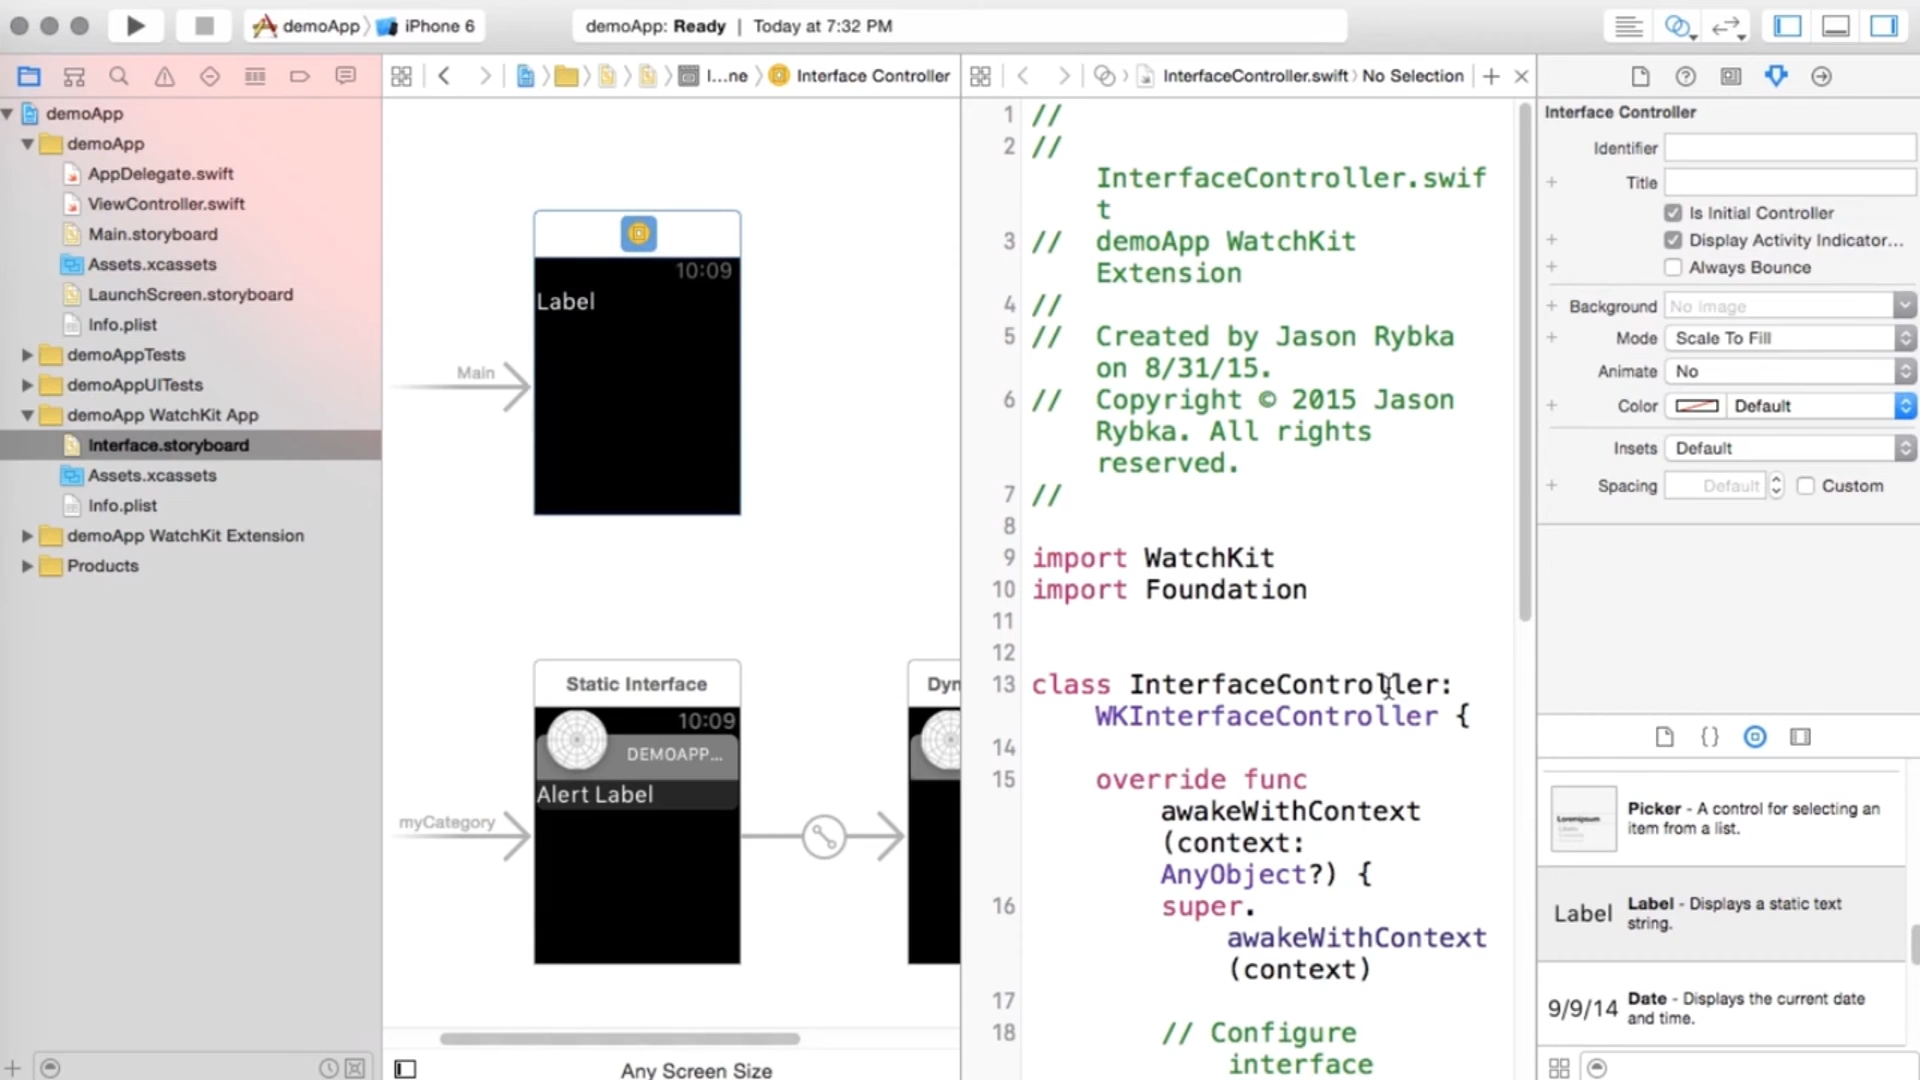 demoApp
iPhone 6
demoApp: Ready | Today at 7:32 PM
I...ne
Interface Controller
InterfaceController.swift
No Selection
demoApp
demoApp
AppDelegate.swift
ViewController.swift
Main.storyboard
Assets.xcassets
LaunchScreen.storyboard
Info.plist
demoAppTests
demoAppUITests
demoApp WatchKit App
Interface.storyboard
Assets.xcassets
Info.plist
demoApp WatchKit Extension
Products
10:09
Label
Main
Static Interface
10:09
DEMOAPP...
Alert Label
myCategory
Dyn
Any Screen Size
1 //
2 //
InterfaceController.swif
t
3 // demoApp WatchKit
Extension
4 //
5 // Created by Jason Rybka
on 8/31/15.
6 // Copyright © 2015 Jason
Rybka. All rights
reserved.
7 //
8
9 import WatchKit
10 import Foundation
11
12
13 class InterfaceController:
WKInterfaceController {
14
15 override func
awakeWithContext
(context:
AnyObject?) {
16 super.
awakeWithContext
(context)
17
18 // Configure
interface
Interface Controller
Identifier
Title
Is Initial Controller
Display Activity Indicator...
Always Bounce
Background No Image
Mode Scale To Fill
Animate No
Color Default
Insets Default
Spacing Default Custom
Picker - A control for selecting an
item from a list.
Label
Label - Displays a static text
string.
9/9/14
Date - Displays the current date
and time.